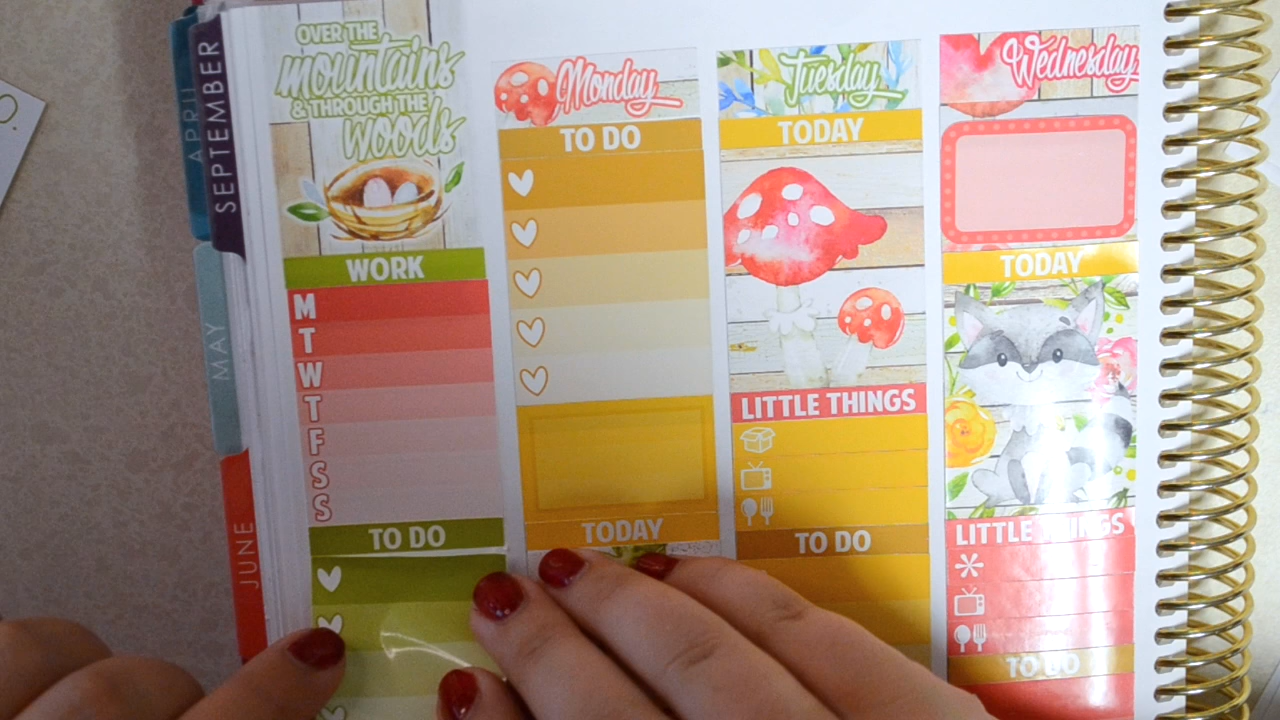 APRIL
SEPTEMBER
MAY
JUNE
OVER THE
mountains
& THROUGH THE
woods
WORK
M
T
W
T
F
S
S
TO DO
Monday
TO DO
TODAY
Tuesday
TODAY
LITTLE THINGS
TO DO
Wednesday
TODAY
LITTLE THINGS
TO DO